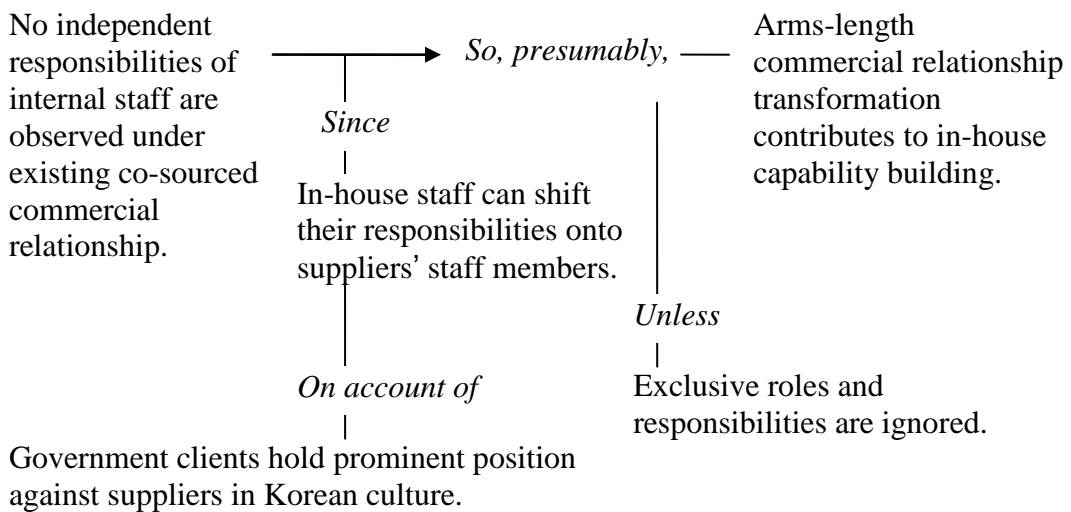 No independent
responsibilities of
internal staff are
observed under
existing co-sourced
commercial
relationship.
So, presumably,
Arms-length
commercial relationship
transformation
contributes to in-house
capability building.
Since
In-house staff can shift
their responsibilities onto
suppliers’ staff members.
On account of
Government clients hold prominent position
against suppliers in Korean culture.
Unless
Exclusive roles and
responsibilities are ignored.